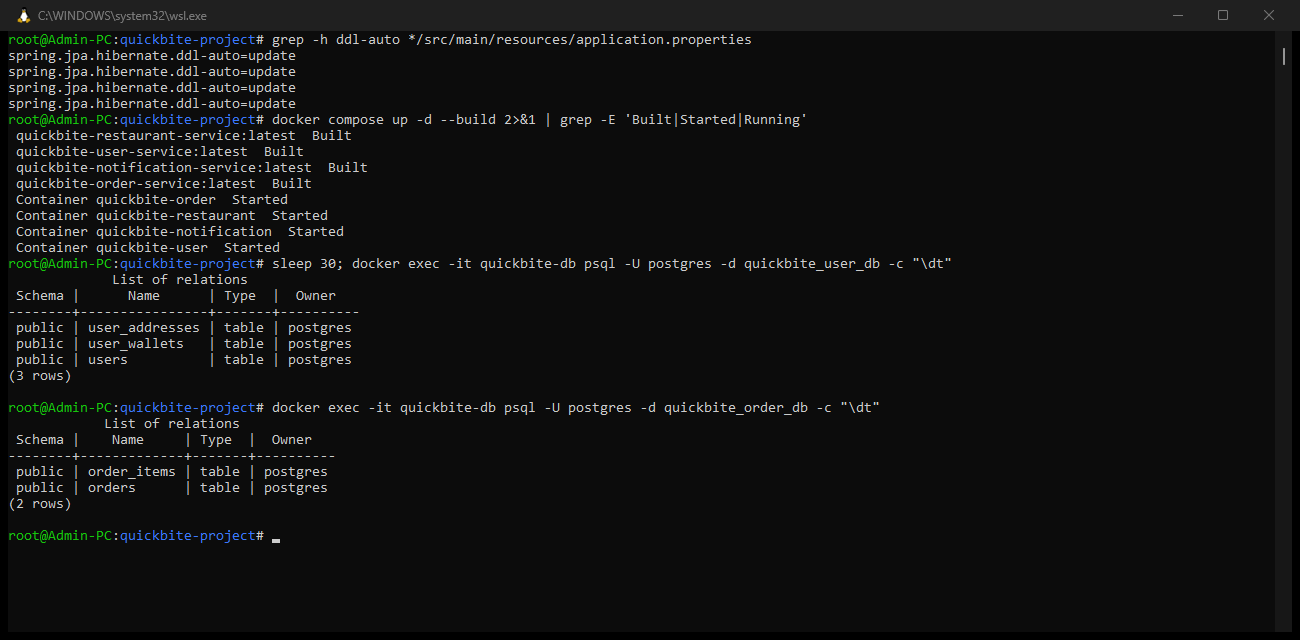 C:\WINDOWS\system32\wsl.exe
root@Admin-PC:quickbite-project# grep -h ddl-auto */src/main/resources/application.properties
spring.jpa.hibernate.ddl-auto=update
spring.jpa.hibernate.ddl-auto=update
spring.jpa.hibernate.ddl-auto=update
spring.jpa.hibernate.ddl-auto=update
root@Admin-PC:quickbite-project# docker compose up -d --build 2>&1 | grep -E 'Built|Started|Running'
 quickbite-restaurant-service:latest  Built
 quickbite-user-service:latest  Built
 quickbite-notification-service:latest  Built
 quickbite-order-service:latest  Built
 Container quickbite-order  Started
 Container quickbite-restaurant  Started
 Container quickbite-notification  Started
 Container quickbite-user  Started
root@Admin-PC:quickbite-project# sleep 30; docker exec -it quickbite-db psql -U postgres -d quickbite_user_db -c "\dt"
             List of relations
 Schema |      Name      | Type  |  Owner
--------+----------------+-------+----------
 public | user_addresses | table | postgres
 public | user_wallets   | table | postgres
 public | users          | table | postgres
(3 rows)

root@Admin-PC:quickbite-project# docker exec -it quickbite-db psql -U postgres -d quickbite_order_db -c "\dt"
            List of relations
 Schema |    Name     | Type  |  Owner
--------+-------------+-------+----------
 public | order_items | table | postgres
 public | orders      | table | postgres
(2 rows)

root@Admin-PC:quickbite-project#